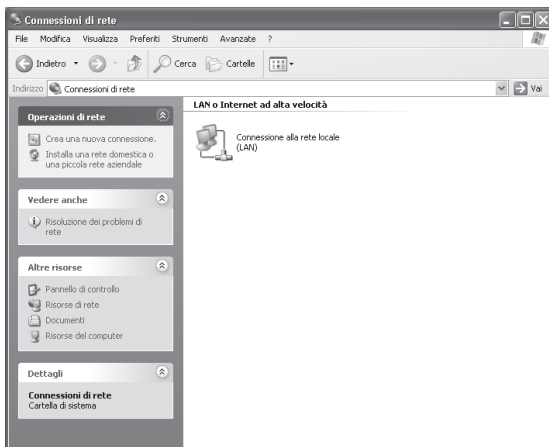 Connessioni di rete
File Modifica Visualizza Preferiti Strumenti Avanzate ?
Indietro Cerca Cartelle
Indirizzo Connessioni di rete Vai
Operazioni di rete
Crea una nuova connessione.
Installa una rete domestica o
una piccola rete aziendale
Vedere anche
Risoluzione dei problemi di
rete
Altre risorse
Pannello di controllo
Risorse di rete
Documenti
Risorse del computer
Dettagli
Connessioni di rete
Cartella di sistema
LAN o Internet ad alta velocità
Connessione alla rete locale
(LAN)